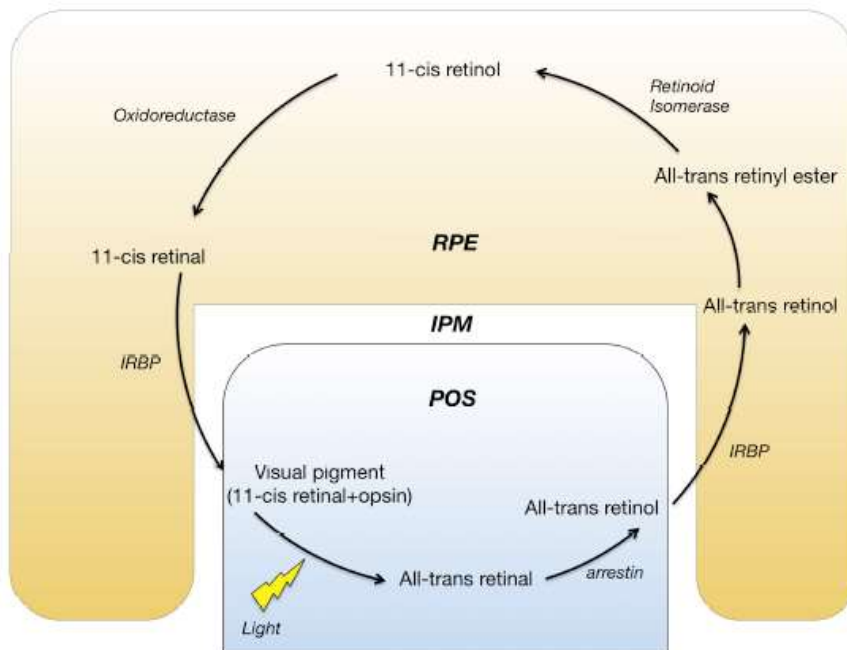 11-cis retinol
Retinoid
Isomerase
Oxidoreductase
All-trans retinyl ester
RPE
11-cis retinal
All-trans retinol
IPM
IRBP
POS
IRBP
Visual pigment
(11-cis retinal+opsin)
All-trans retinol
All-trans retinal
arrestin
Light